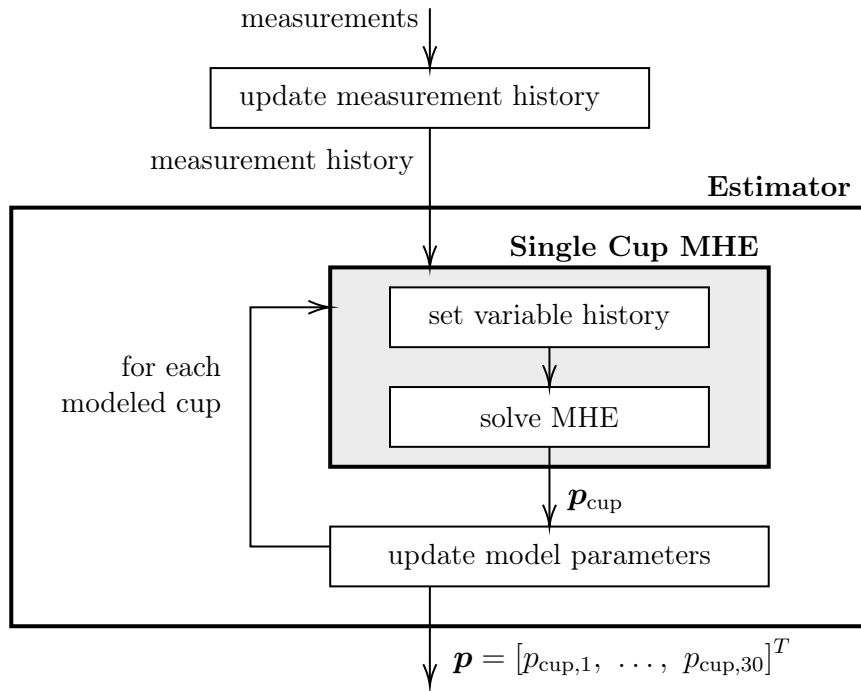 measurements
update measurement history
measurement history
Estimator
Single Cup MHE
set variable history
for each
modeled cup
solve MHE
p_cup
update model parameters
p = [p_cup,1, …, p_cup,30]^T